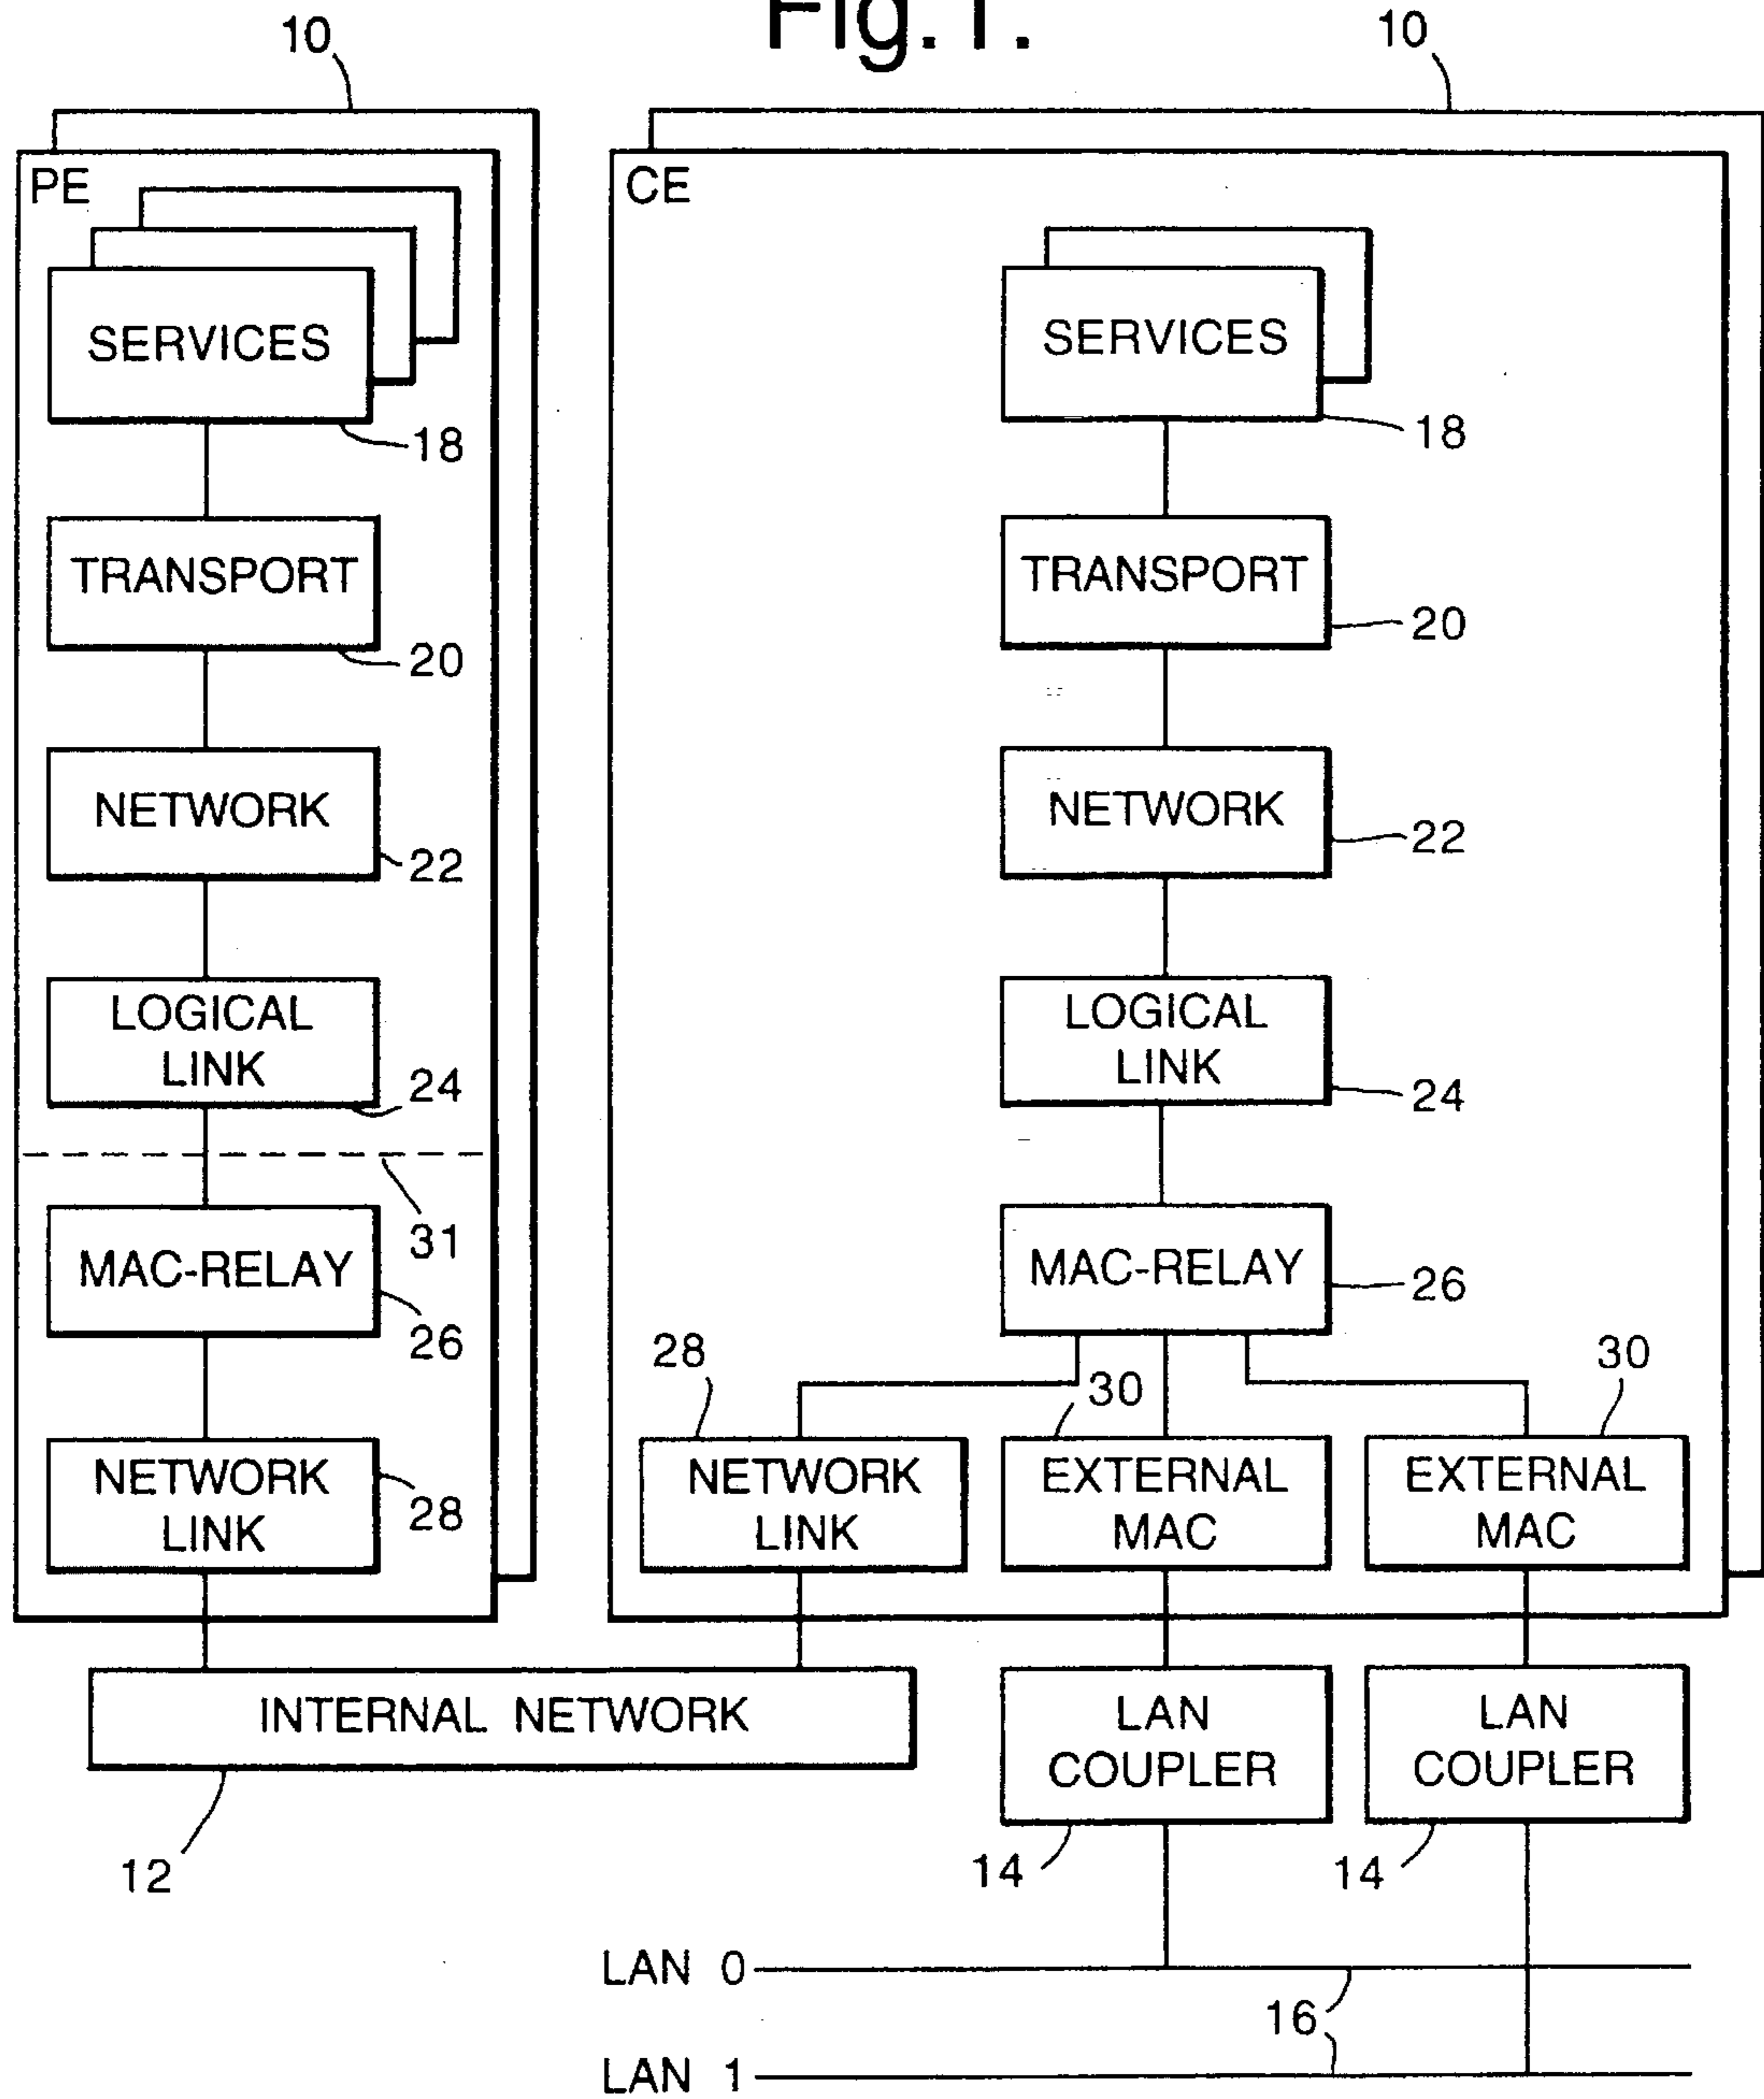 Fig.1.
10
10
PE
SERVICES
18
TRANSPORT
20
NETWORK
22
LOGICAL
LINK
24
31
MAC-RELAY
26
NETWORK
LINK
28
CE
SERVICES
18
TRANSPORT
20
NETWORK
22
LOGICAL
LINK
24
MAC-RELAY
26
28
30
30
NETWORK
LINK
EXTERNAL
MAC
EXTERNAL
MAC
INTERNAL NETWORK
12
LAN
COUPLER
14
LAN
COUPLER
14
LAN 0
16
LAN 1